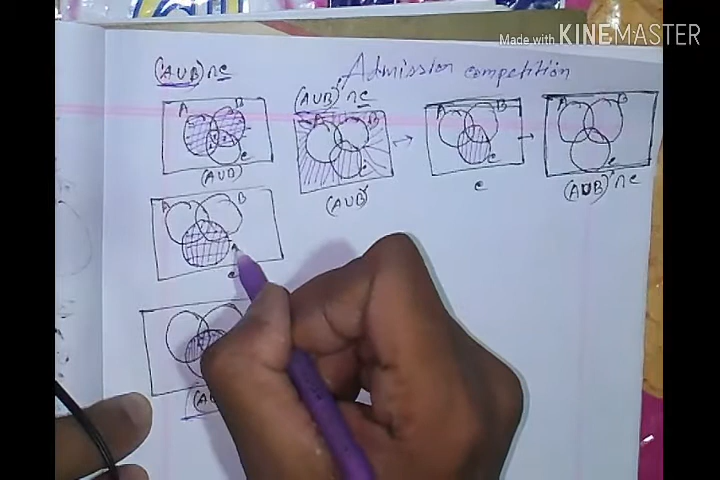 Made with KINEMASTER
Admission competition
(A∪B)∩c
(A∪B)′∩c
A B
c
(A∪B)
A B
c
(A∪B)′
A B
c
c
A B
c
(A∪B)′∩c
A B
c
(A